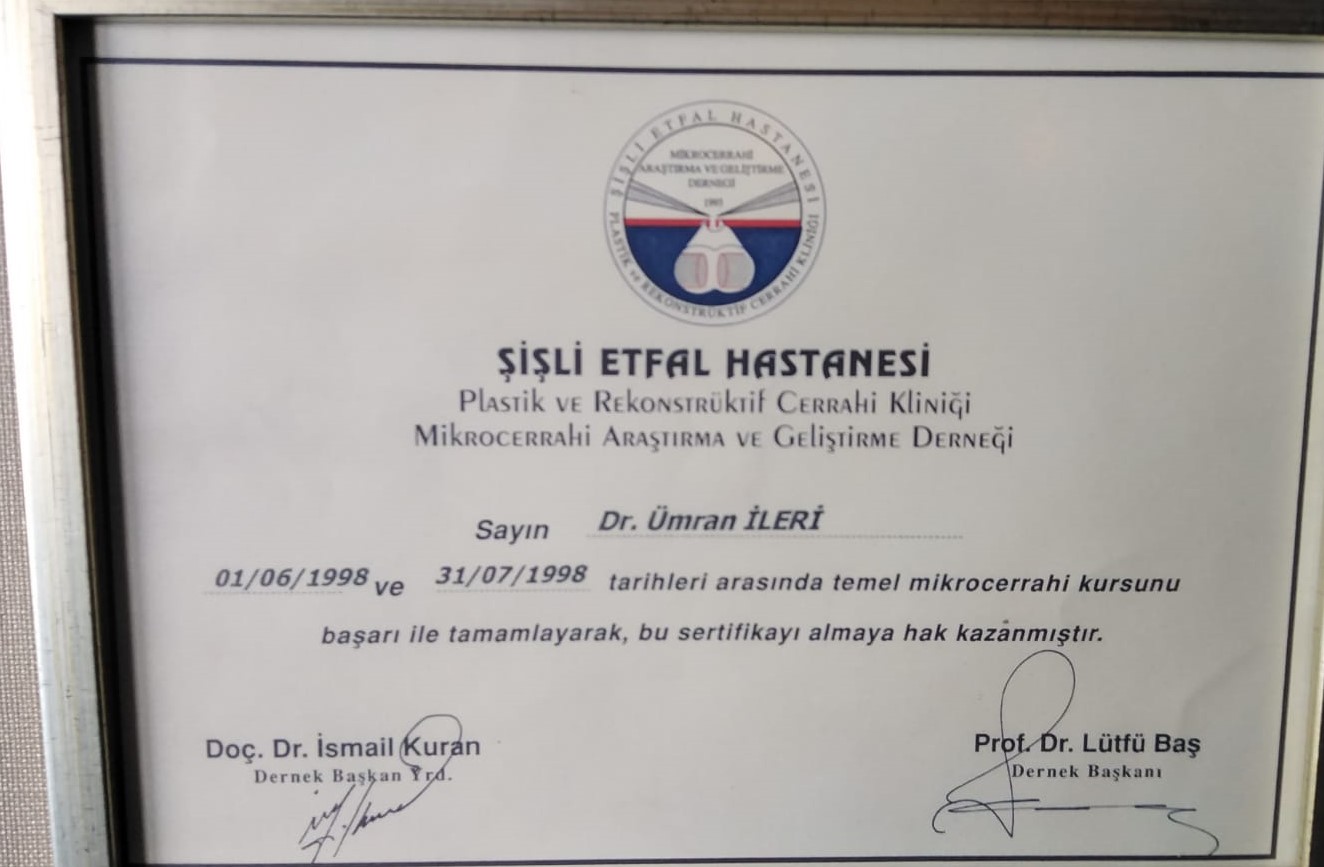 ŞİŞLİ ETFAL HASTANESİ
PLASTİK ve REKONSTRÜKTİF CERRAHİ KLİNİĞİ
MİKROCERRAHİ
ARAŞTIRMA VE GELİŞTİRME
DERNEĞİ
ŞİŞLİ ETFAL HASTANESİ
Plastik ve Rekonstrüktif Cerrahi Kliniği
Mikrocerrahi Araştırma ve Geliştirme Derneği
Sayın Dr. Ümran İLERİ
01/06/1998 ve 31/07/1998 tarihleri arasında temel mikrocerrahi kursunu
başarı ile tamamlayarak, bu sertifikayı almaya hak kazanmıştır.
Doç. Dr. İsmail Kuran Prof. Dr. Lütfü Baş
Dernek Başkan Yrd. Dernek Başkanı